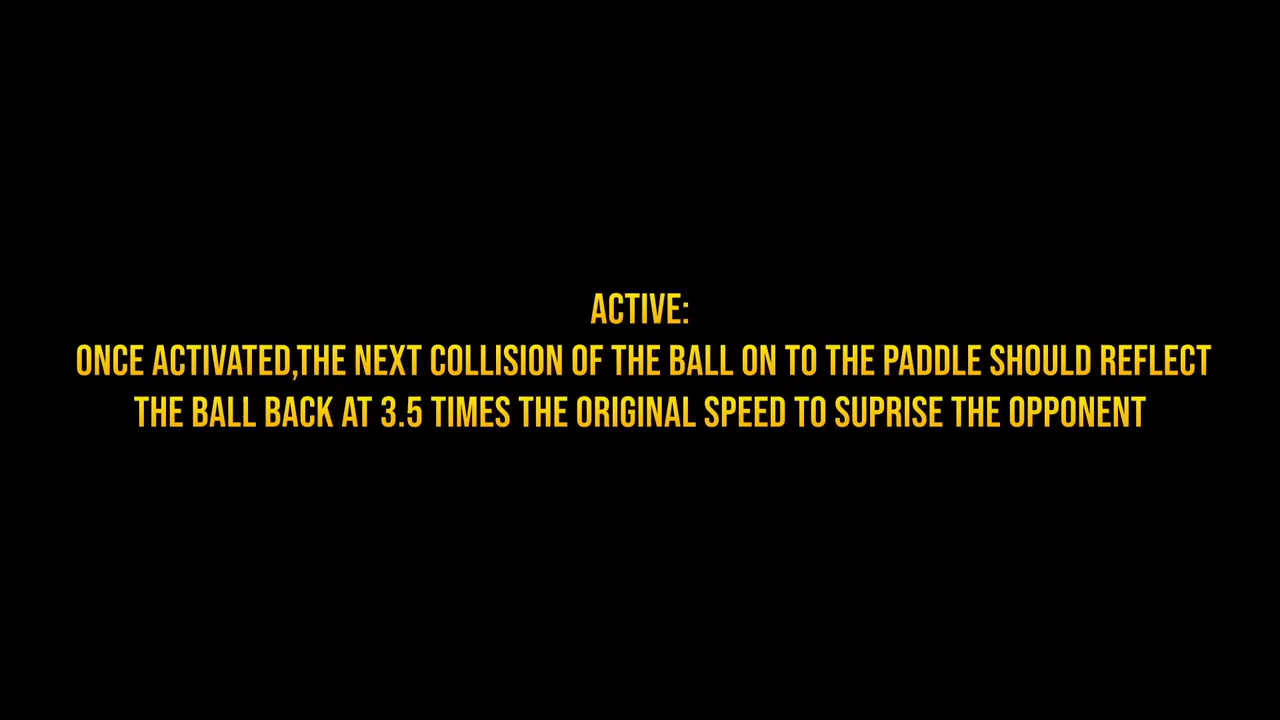 ACTIVE:
ONCE ACTIVATED,THE NEXT COLLISION OF THE BALL ON TO THE PADDLE SHOULD REFLECT
THE BALL BACK AT 3.5 TIMES THE ORIGINAL SPEED TO SUPRISE THE OPPONENT